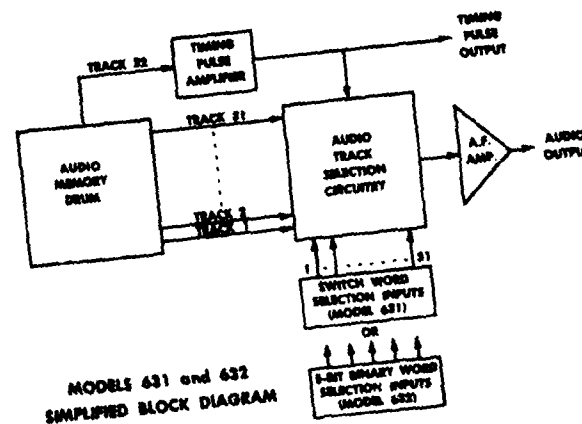 TIMING
PULSE
OUTPUT
TIMING
PULSE
AMPLIFIER
TRACK 32
TRACK 31
AUDIO
MEMORY
DRUM
AUDIO
TRACK
SELECTION
CIRCUITRY
A.F.
AMP.
AUDIO
OUTPUT
TRACK 2
TRACK 1
1
31
SWITCH WORD
SELECTION INPUTS
(MODEL 631)
OR
5-BIT BINARY WORD
SELECTION INPUTS
(MODEL 632)
MODELS 631 and 632
SIMPLIFIED BLOCK DIAGRAM